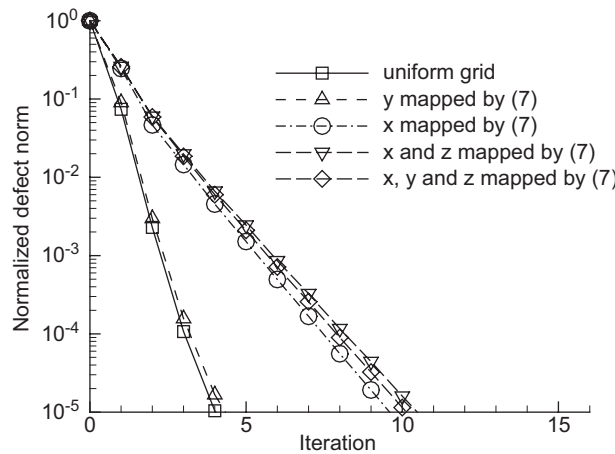 Normalized defect norm
10^0
10^-1
10^-2
10^-3
10^-4
10^-5
uniform grid
y mapped by (7)
x mapped by (7)
x and z mapped by (7)
x, y and z mapped by (7)
0 5 10 15
Iteration